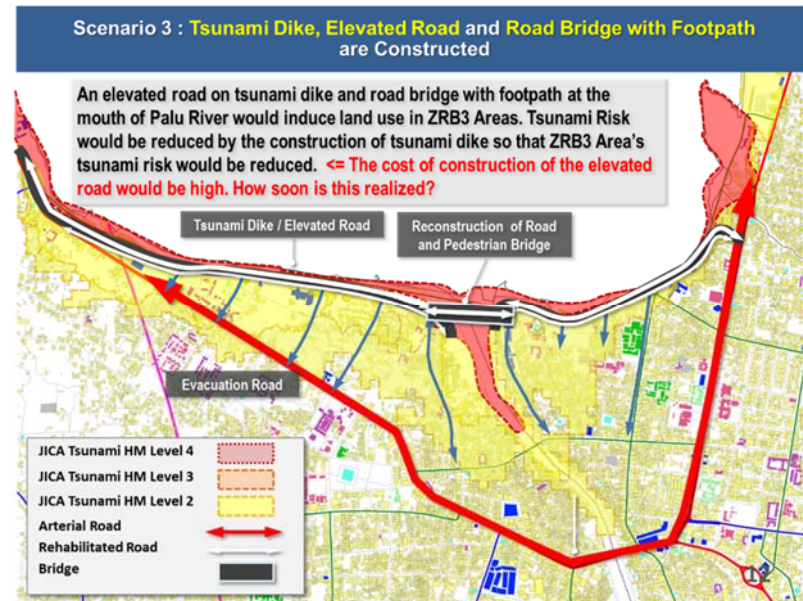 Scenario 3 : Tsunami Dike, Elevated Road and Road Bridge with Footpath
are Constructed
An elevated road on tsunami dike and road bridge with footpath at the
mouth of Palu River would induce land use in ZRB3 Areas. Tsunami Risk
would be reduced by the construction of tsunami dike so that ZRB3 Area's
tsunami risk would be reduced. <= The cost of construction of the elevated
road would be high. How soon is this realized?
Tsunami Dike / Elevated Road
Reconstruction of Road
and Pedestrian Bridge
Evacuation Road
JICA Tsunami HM Level 4
JICA Tsunami HM Level 3
JICA Tsunami HM Level 2
Arterial Road
Rehabilitated Road
Bridge
12